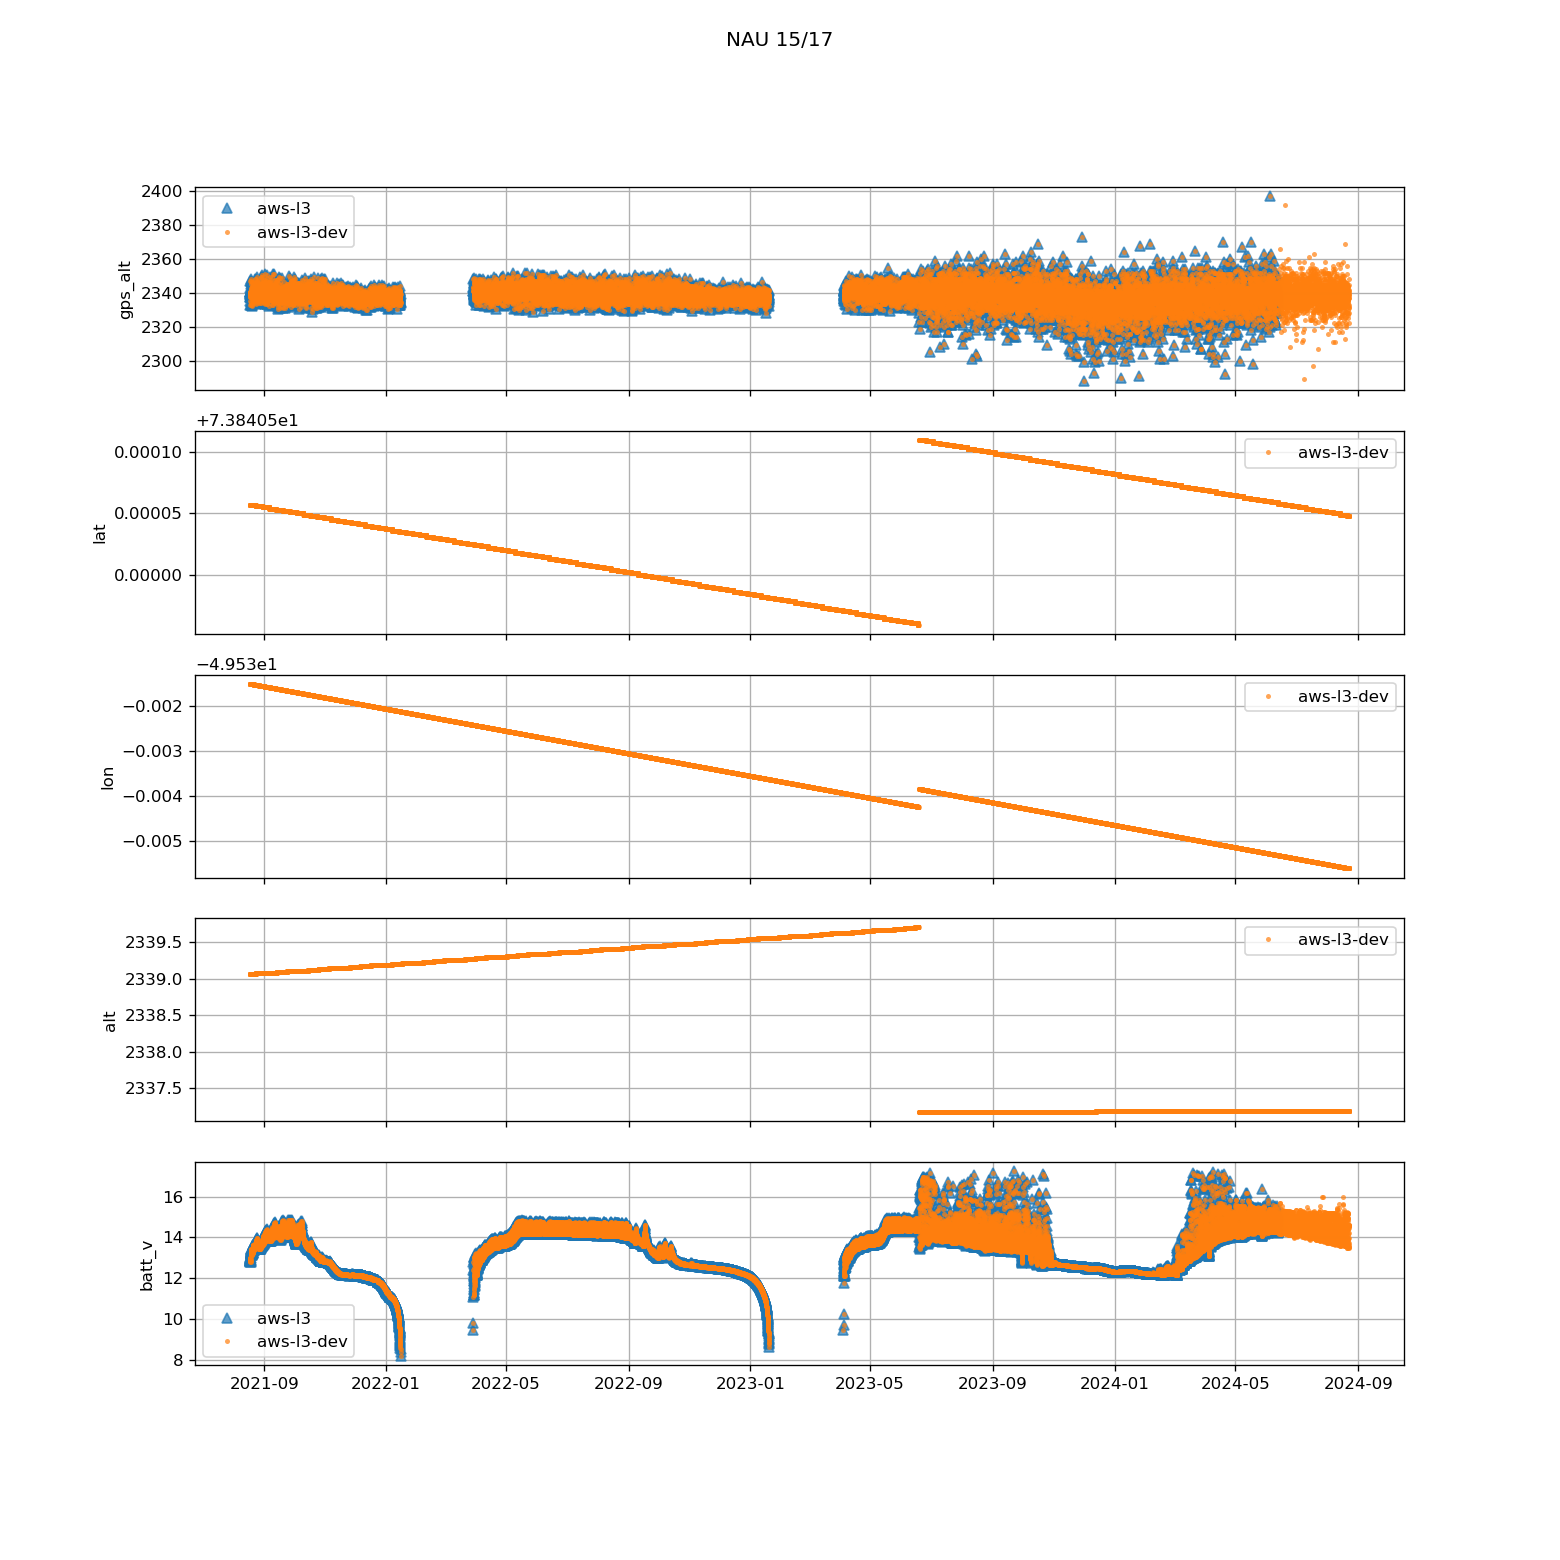 NAU 15/17
2400
2380
2360
2340
2320
2300
gps_alt
aws-l3
aws-l3-dev
+7.38405e1
0.00010
0.00005
0.00000
lat
aws-l3-dev
−4.953e1
−0.002
−0.003
−0.004
−0.005
lon
aws-l3-dev
2339.5
2339.0
2338.5
2338.0
2337.5
alt
aws-l3-dev
16
14
12
10
8
batt_v
aws-l3
aws-l3-dev
2021-09 2022-01 2022-05 2022-09 2023-01 2023-05 2023-09 2024-01 2024-05 2024-09